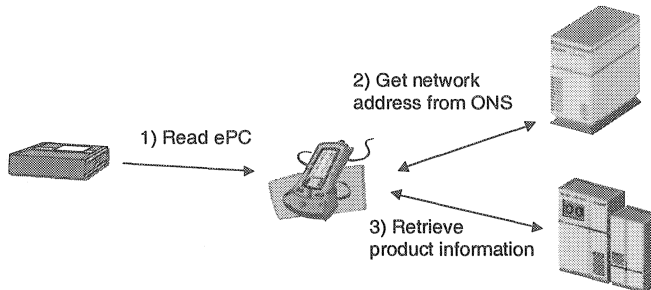 1) Read ePC
2) Get network
address from ONS
3) Retrieve
product information